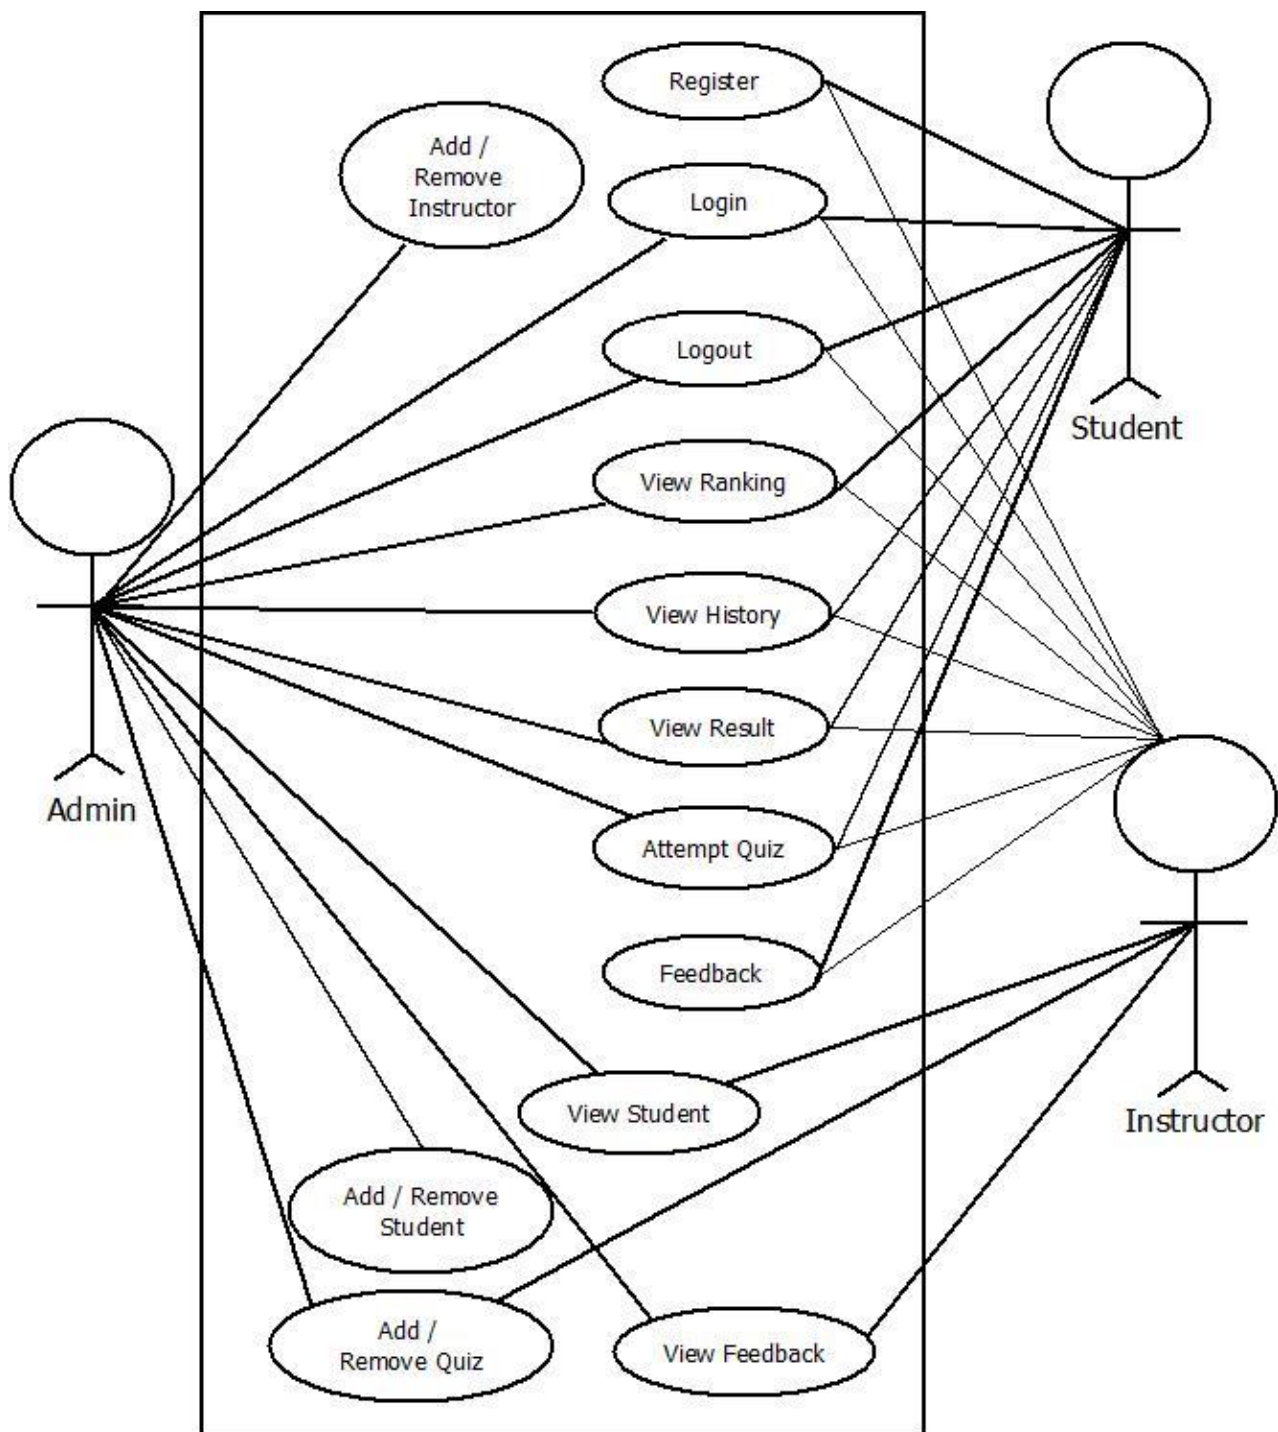 Register
Add /
Remove
Instructor
Login
Logout
Student
View Ranking
View History
View Result
Admin
Attempt Quiz
Feedback
View Student
Instructor
Add / Remove
Student
Add /
Remove Quiz
View Feedback